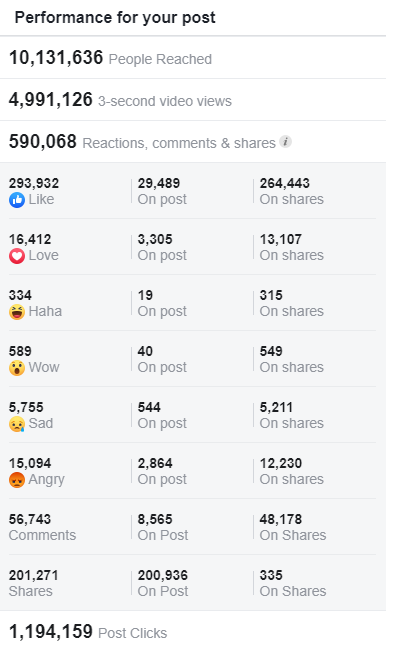 Performance for your post
10,131,636 People Reached
4,991,126 3-second video views
590,068 Reactions, comments & shares i
293,932 29,489 264,443
Like On post On shares
16,412 3,305 13,107
Love On post On shares
334 19 315
Haha On post On shares
589 40 549
Wow On post On shares
5,755 544 5,211
Sad On post On shares
15,094 2,864 12,230
Angry On post On shares
56,743 8,565 48,178
Comments On Post On Shares
201,271 200,936 335
Shares On Post On Shares
1,194,159 Post Clicks